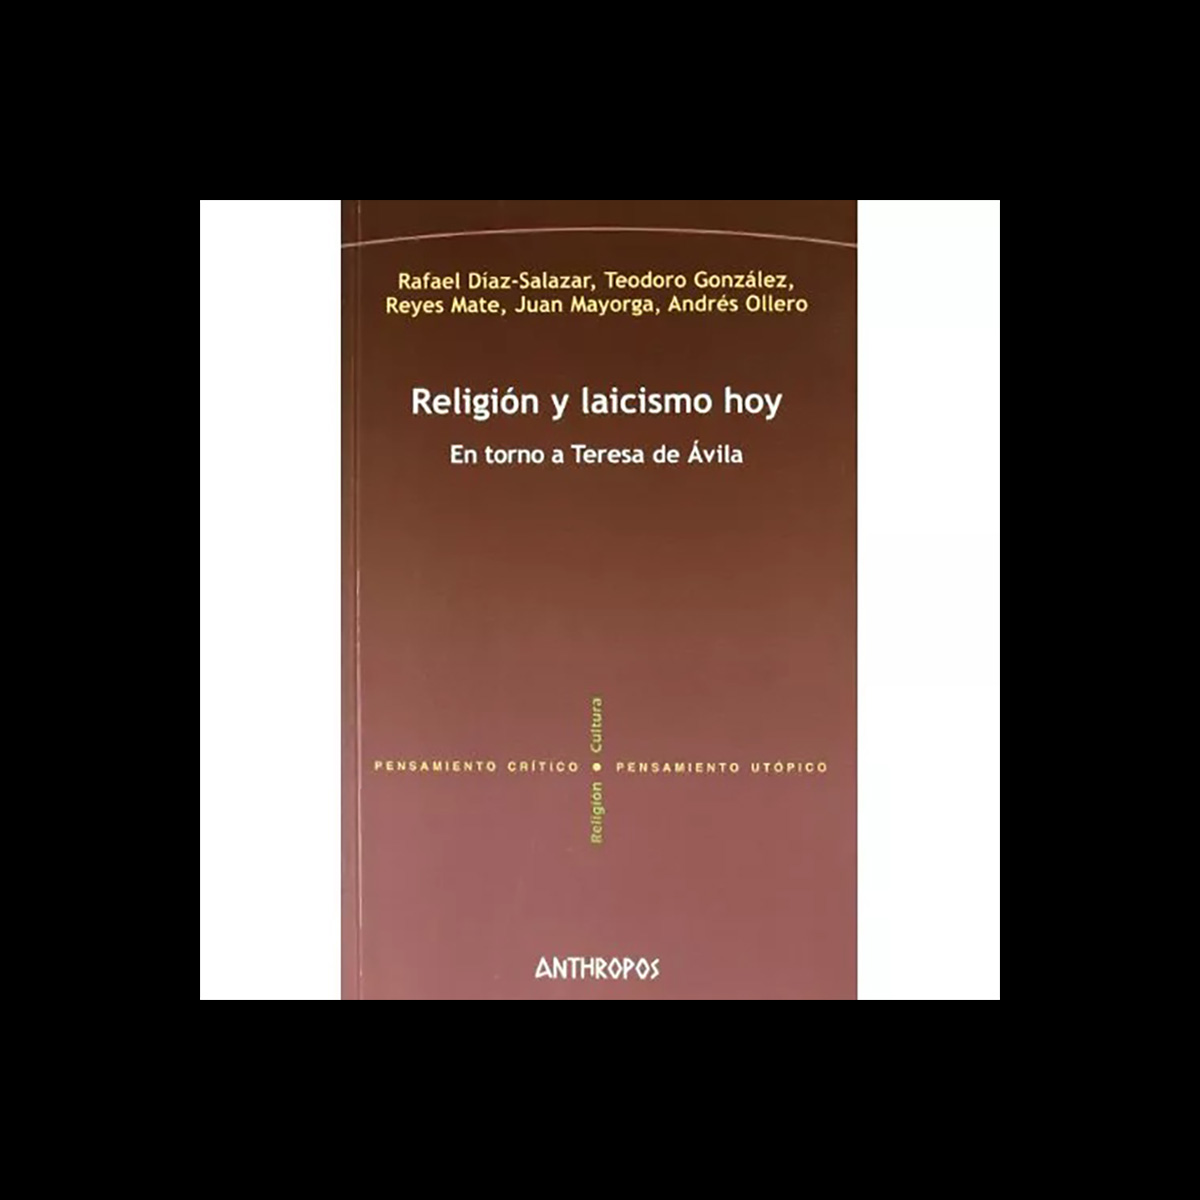 Rafael Díaz-Salazar, Teodoro González,
Reyes Mate, Juan Mayorga, Andrés Ollero
Religión y laicismo hoy
En torno a Teresa de Ávila
Religión Cultura
PENSAMIENTO CRÍTICO • PENSAMIENTO UTÓPICO
ANTHROPOS